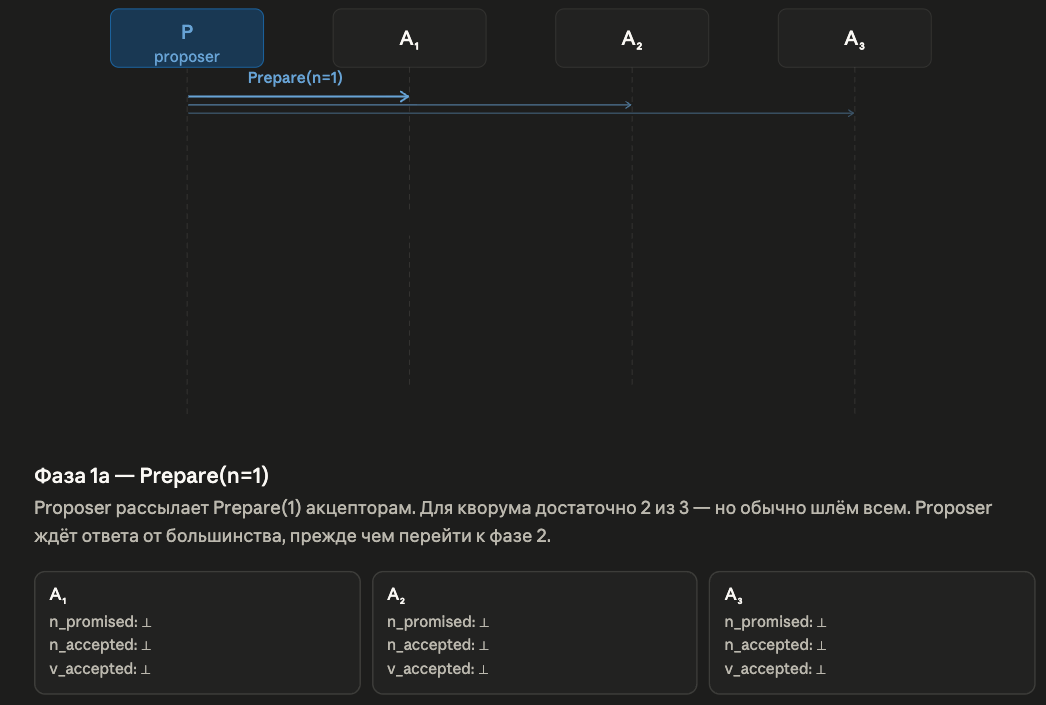 P
proposer
A₁
A₂
A₃
Prepare(n=1)
Фаза 1a — Prepare(n=1)
Proposer рассылает Prepare(1) акцепторам. Для кворума достаточно 2 из 3 — но обычно шлём всем. Proposer
ждёт ответа от большинства, прежде чем перейти к фазе 2.
A₁
n_promised: ⊥
n_accepted: ⊥
v_accepted: ⊥
A₂
n_promised: ⊥
n_accepted: ⊥
v_accepted: ⊥
A₃
n_promised: ⊥
n_accepted: ⊥
v_accepted: ⊥